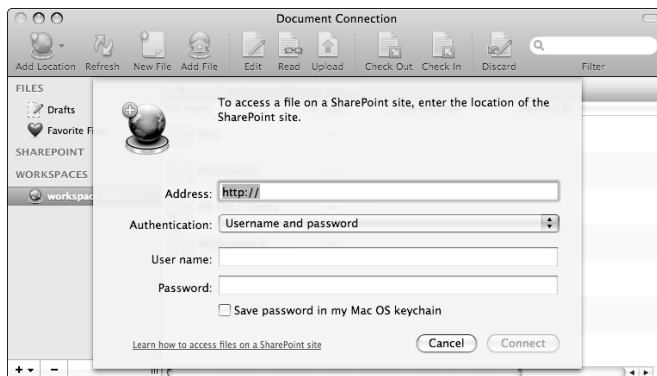 Document Connection
Add Location Refresh New File Add File Edit Read Upload Check Out Check In Discard Filter
FILES
Drafts
Favorite Fi
SHAREPOINT
WORKSPACES
workspac
To access a file on a SharePoint site, enter the location of the
SharePoint site.
Address: http://
Authentication: Username and password
User name:
Password:
Save password in my Mac OS keychain
Learn how to access files on a SharePoint site
Cancel Connect